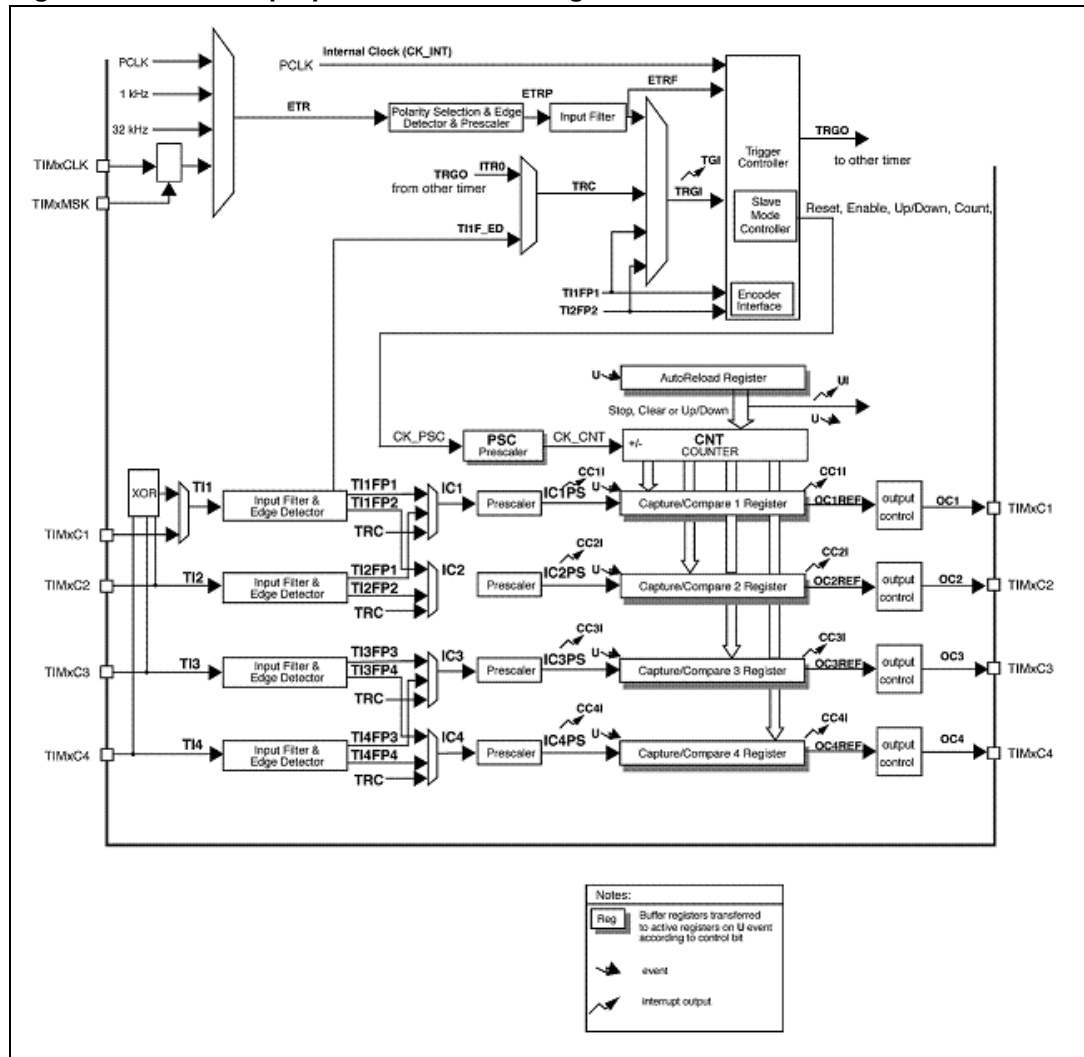 PCLK
1 kHz
32 kHz
TIMxCLK
TIMxMSK
Internal Clock (CK_INT)
PCLK
ETR
Polarity Selection & Edge
Detector & Prescaler
ETRP
Input Filter
ETRF
TRGO
from other timer
ITR0
TI1F_ED
TRC
TGI
TRGI
TI1FP1
TI2FP2
Trigger
Controller
Slave
Mode
Controller
Encoder
Interface
TRGO
to other timer
Reset, Enable, Up/Down, Count,
U
AutoReload Register
UI
Stop, Clear or Up/Down
U
CK_PSC
PSC
Prescaler
CK_CNT
+/-
CNT
COUNTER
XOR
TI1
Input Filter &
Edge Detector
TI1FP1
TI1FP2
TRC
IC1
Prescaler
CC1I
IC1PS
U
Capture/Compare 1 Register
CC1I
OC1REF
output
control
OC1
TIMxC1
TIMxC1
TIMxC2
TI2
Input Filter &
Edge Detector
TI2FP1
TI2FP2
TRC
IC2
Prescaler
CC2I
IC2PS
U
Capture/Compare 2 Register
CC2I
OC2REF
output
control
OC2
TIMxC2
TIMxC3
TI3
Input Filter &
Edge Detector
TI3FP3
TI3FP4
TRC
IC3
Prescaler
CC3I
IC3PS
U
Capture/Compare 3 Register
CC3I
OC3REF
output
control
OC3
TIMxC3
TIMxC4
TI4
Input Filter &
Edge Detector
TI4FP3
TI4FP4
TRC
IC4
Prescaler
CC4I
IC4PS
U
Capture/Compare 4 Register
CC4I
OC4REF
output
control
OC4
TIMxC4
Notes:
Reg
Buffer registers transferred
to active registers on U event
according to control bit
event
interrupt output